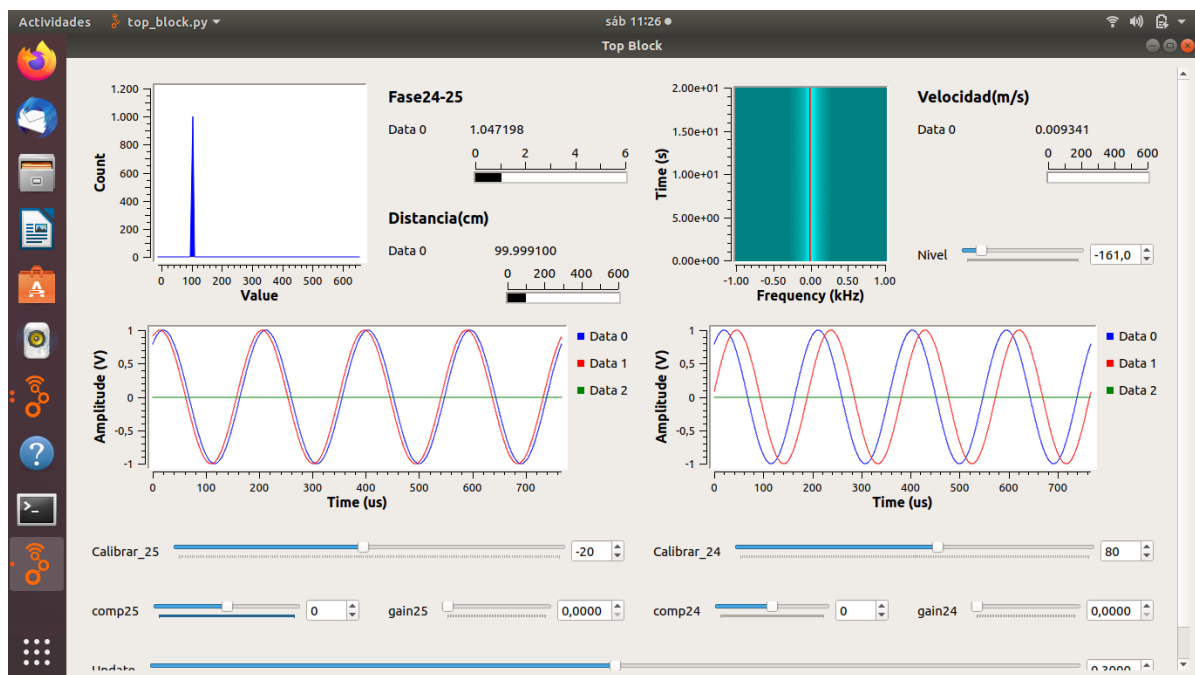 Actividades top_block.py sáb 11:26
Top Block
1.200
1.000
800
600
400
200
0
Count
0 100 200 300 400 500 600
Value
Fase24-25
Data 0 1.047198
0 2 4 6
Distancia(cm)
Data 0 99.999100
0 200 400 600
2.00e+01
1.50e+01
1.00e+01
5.00e+00
0.00e+00
Time (s)
-1.00 -0.50 0.00 0.50 1.00
Frequency (kHz)
Velocidad(m/s)
Data 0 0.009341
0 200 400 600
Nivel -161,0
1
0,5
0
-0,5
-1
Amplitude (V)
0 100 200 300 400 500 600 700
Time (us)
Data 0
Data 1
Data 2
1
0,5
0
-0,5
-1
Amplitude (V)
0 100 200 300 400 500 600 700
Time (us)
Data 0
Data 1
Data 2
Calibrar_25 -20 Calibrar_24 80
comp25 0 gain25 0,0000 comp24 0 gain24 0,0000
Update 0,3000